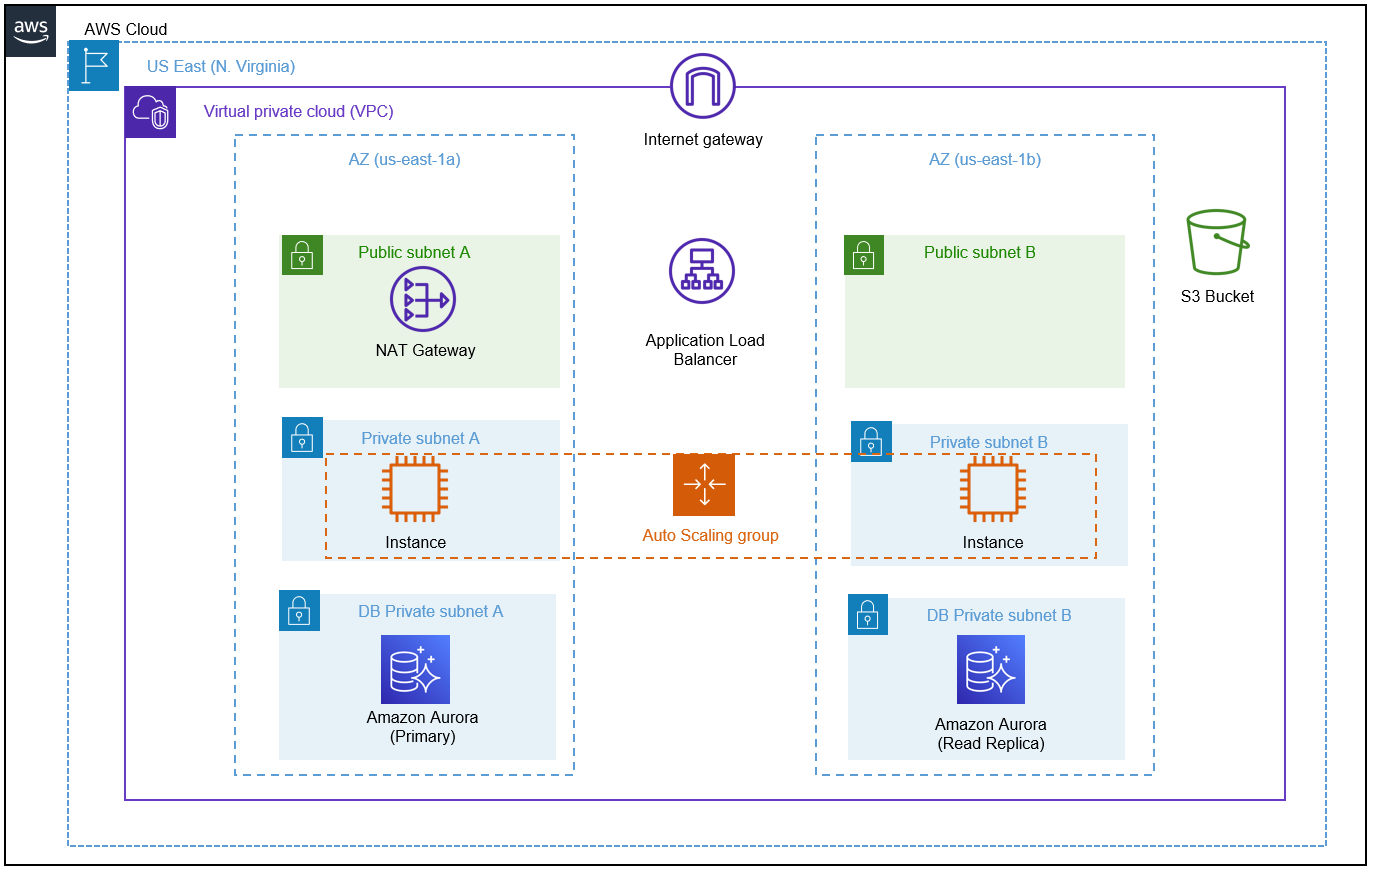 aws
AWS Cloud
US East (N. Virginia)
Virtual private cloud (VPC)
Internet gateway
AZ (us-east-1a)
AZ (us-east-1b)
Public subnet A
NAT Gateway
Application Load
Balancer
Public subnet B
S3 Bucket
Private subnet A
Instance
Auto Scaling group
Private subnet B
Instance
DB Private subnet A
Amazon Aurora
(Primary)
DB Private subnet B
Amazon Aurora
(Read Replica)